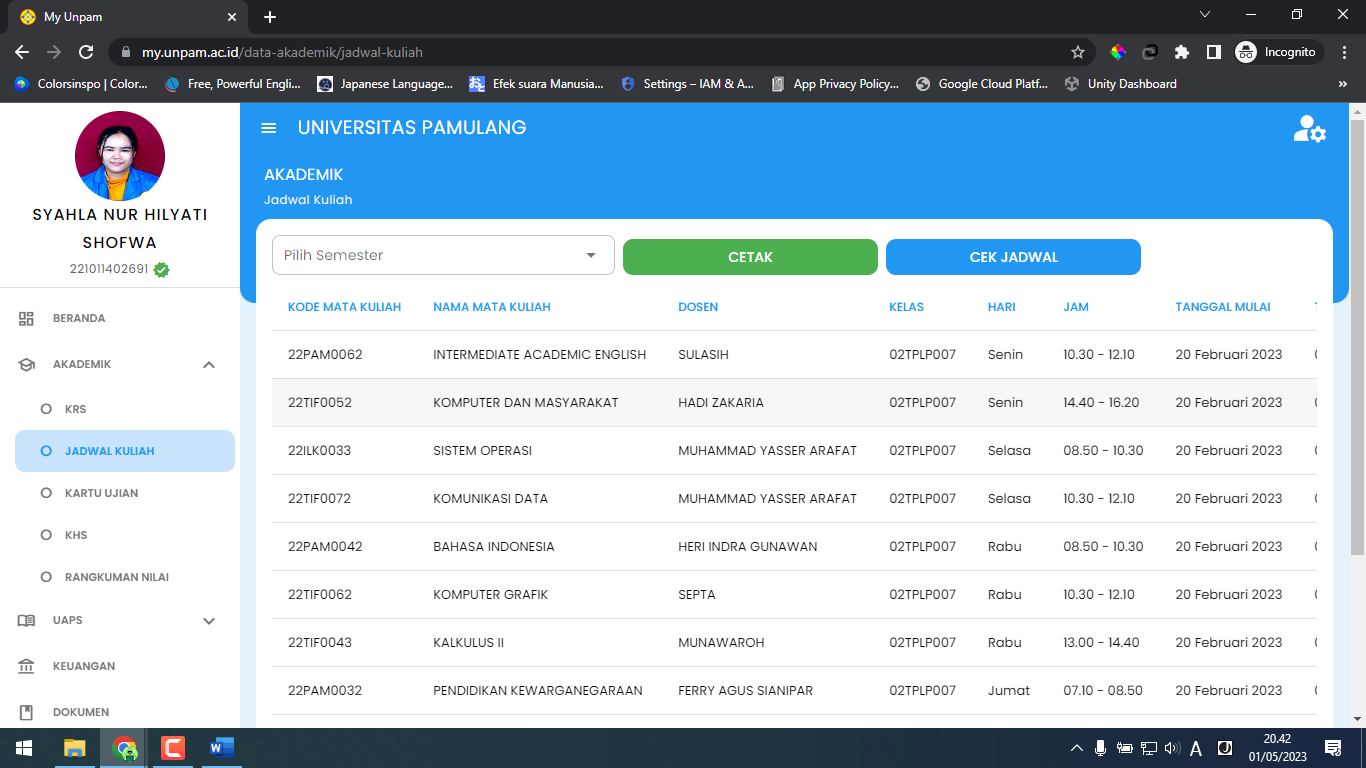 My Unpam
my.unpam.ac.id/data-akademik/jadwal-kuliah
Incognito
Colorsinspo | Color... Free, Powerful Engli... Japanese Language... Efek suara Manusia... Settings – IAM & A... App Privacy Policy... Google Cloud Platf... Unity Dashboard »
SYAHLA NUR HILYATI
SHOFWA
221011402691
BERANDA
AKADEMIK
KRS
JADWAL KULIAH
KARTU UJIAN
KHS
RANGKUMAN NILAI
UAPS
KEUANGAN
DOKUMEN
UNIVERSITAS PAMULANG
AKADEMIK
Jadwal Kuliah
Pilih Semester CETAK CEK JADWAL
KODE MATA KULIAH NAMA MATA KULIAH DOSEN KELAS HARI JAM TANGGAL MULAI
22PAM0062 INTERMEDIATE ACADEMIC ENGLISH SULASIH 02TPLP007 Senin 10.30 - 12.10 20 Februari 2023
22TIF0052 KOMPUTER DAN MASYARAKAT HADI ZAKARIA 02TPLP007 Senin 14.40 - 16.20 20 Februari 2023
22ILK0033 SISTEM OPERASI MUHAMMAD YASSER ARAFAT 02TPLP007 Selasa 08.50 - 10.30 20 Februari 2023
22TIF0072 KOMUNIKASI DATA MUHAMMAD YASSER ARAFAT 02TPLP007 Selasa 10.30 - 12.10 20 Februari 2023
22PAM0042 BAHASA INDONESIA HERI INDRA GUNAWAN 02TPLP007 Rabu 08.50 - 10.30 20 Februari 2023
22TIF0062 KOMPUTER GRAFIK SEPTA 02TPLP007 Rabu 10.30 - 12.10 20 Februari 2023
22TIF0043 KALKULUS II MUNAWAROH 02TPLP007 Rabu 13.00 - 14.40 20 Februari 2023
22PAM0032 PENDIDIKAN KEWARGANEGARAAN FERRY AGUS SIANIPAR 02TPLP007 Jumat 07.10 - 08.50 20 Februari 2023
A J 20.42
01/05/2023